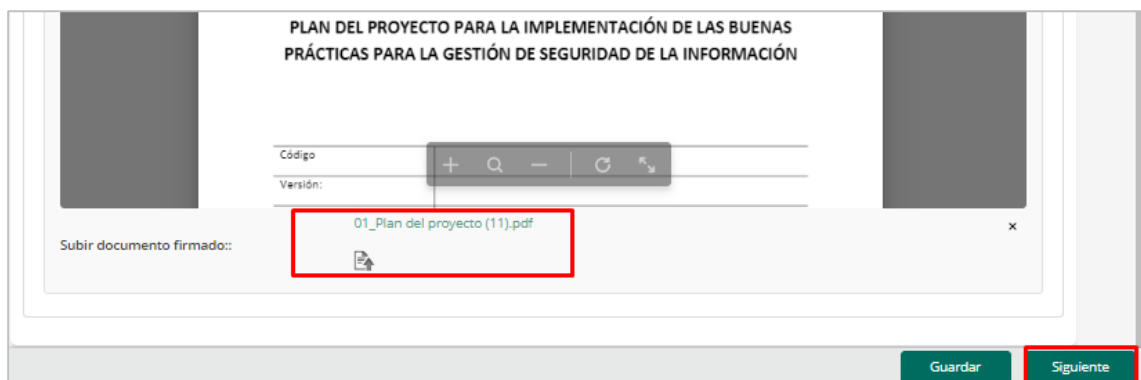 PLAN DEL PROYECTO PARA LA IMPLEMENTACIÓN DE LAS BUENAS
PRÁCTICAS PARA LA GESTIÓN DE SEGURIDAD DE LA INFORMACIÓN
Código
Versión:
01_Plan del proyecto (11).pdf
Subir documento firmado::
Guardar
Siguiente